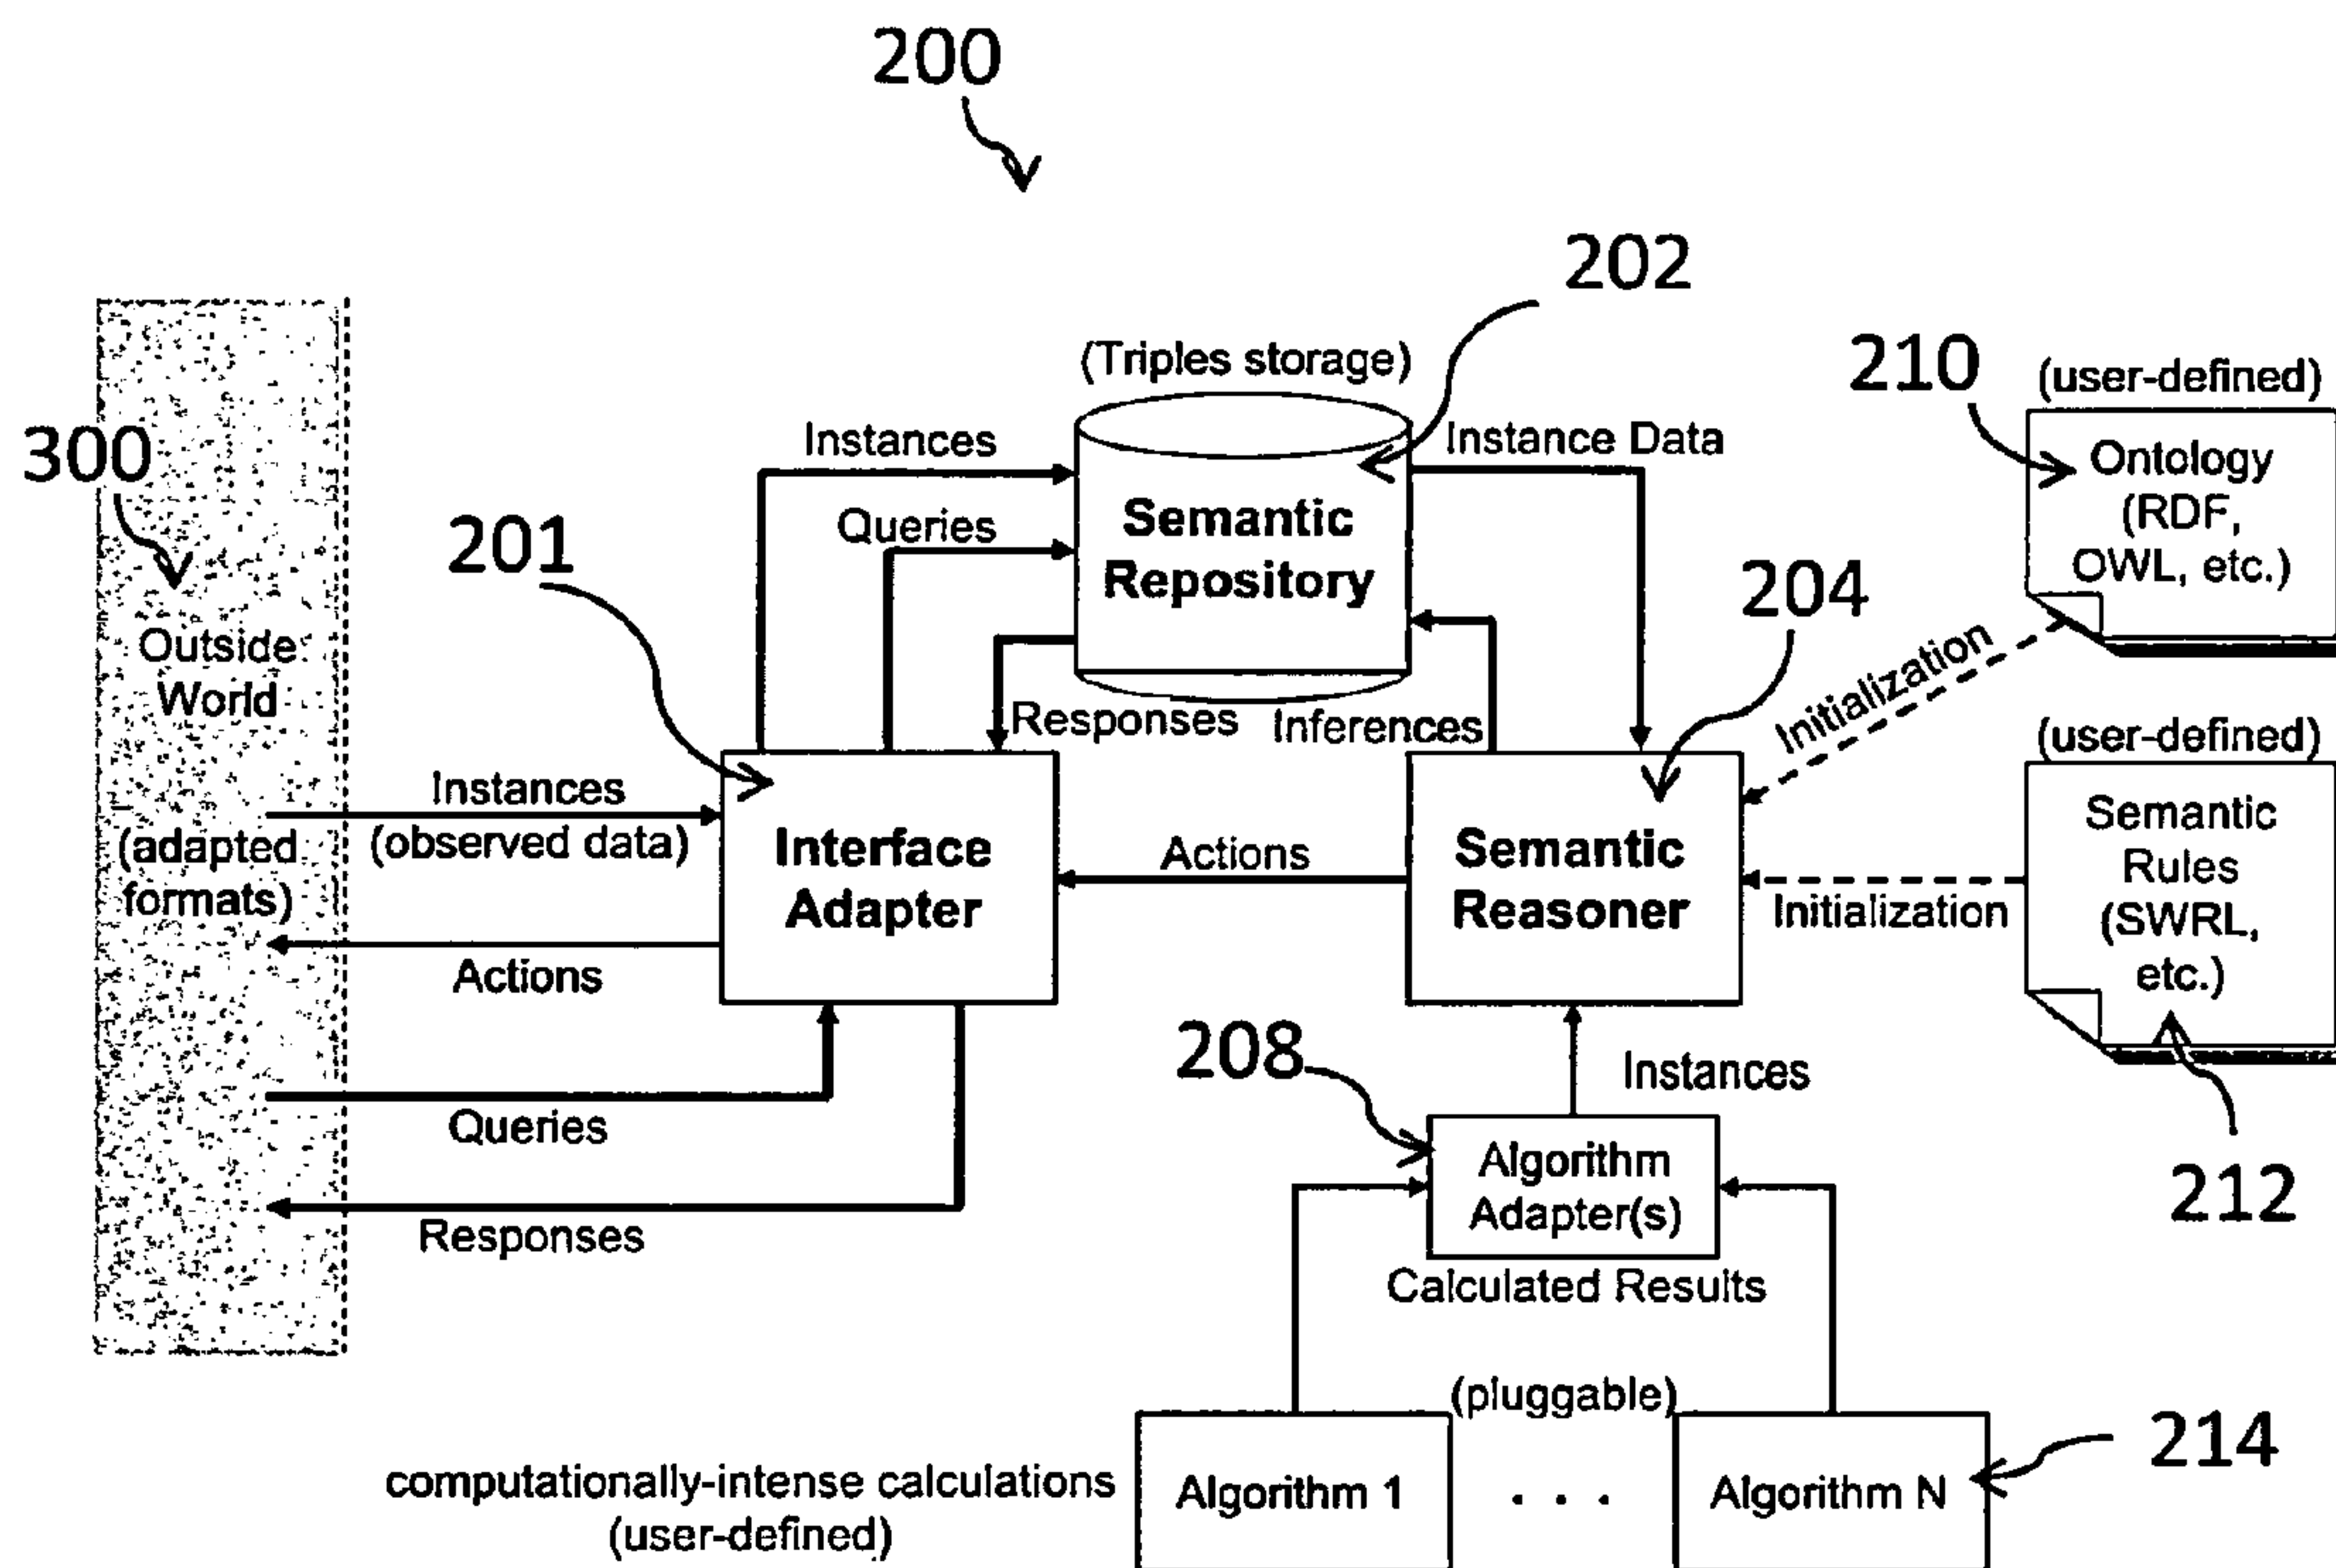 200
202
(Triples storage)
210
(user-defined)
300
Instances
Instance Data
Ontology
(RDF,
OWL, etc.)
201
Queries
Semantic
Repository
204
Outside
World
Responses
Inferences
Initialization
(user-defined)
Instances
(observed data)
(adapted
formats)
Interface
Adapter
Actions
Semantic
Reasoner
Initialization
Semantic
Rules
(SWRL,
etc.)
Actions
208
Instances
Queries
Algorithm
Adapter(s)
212
Responses
Calculated Results
(pluggable)
214
computationally-intense calculations
(user-defined)
Algorithm 1
. . .
Algorithm N